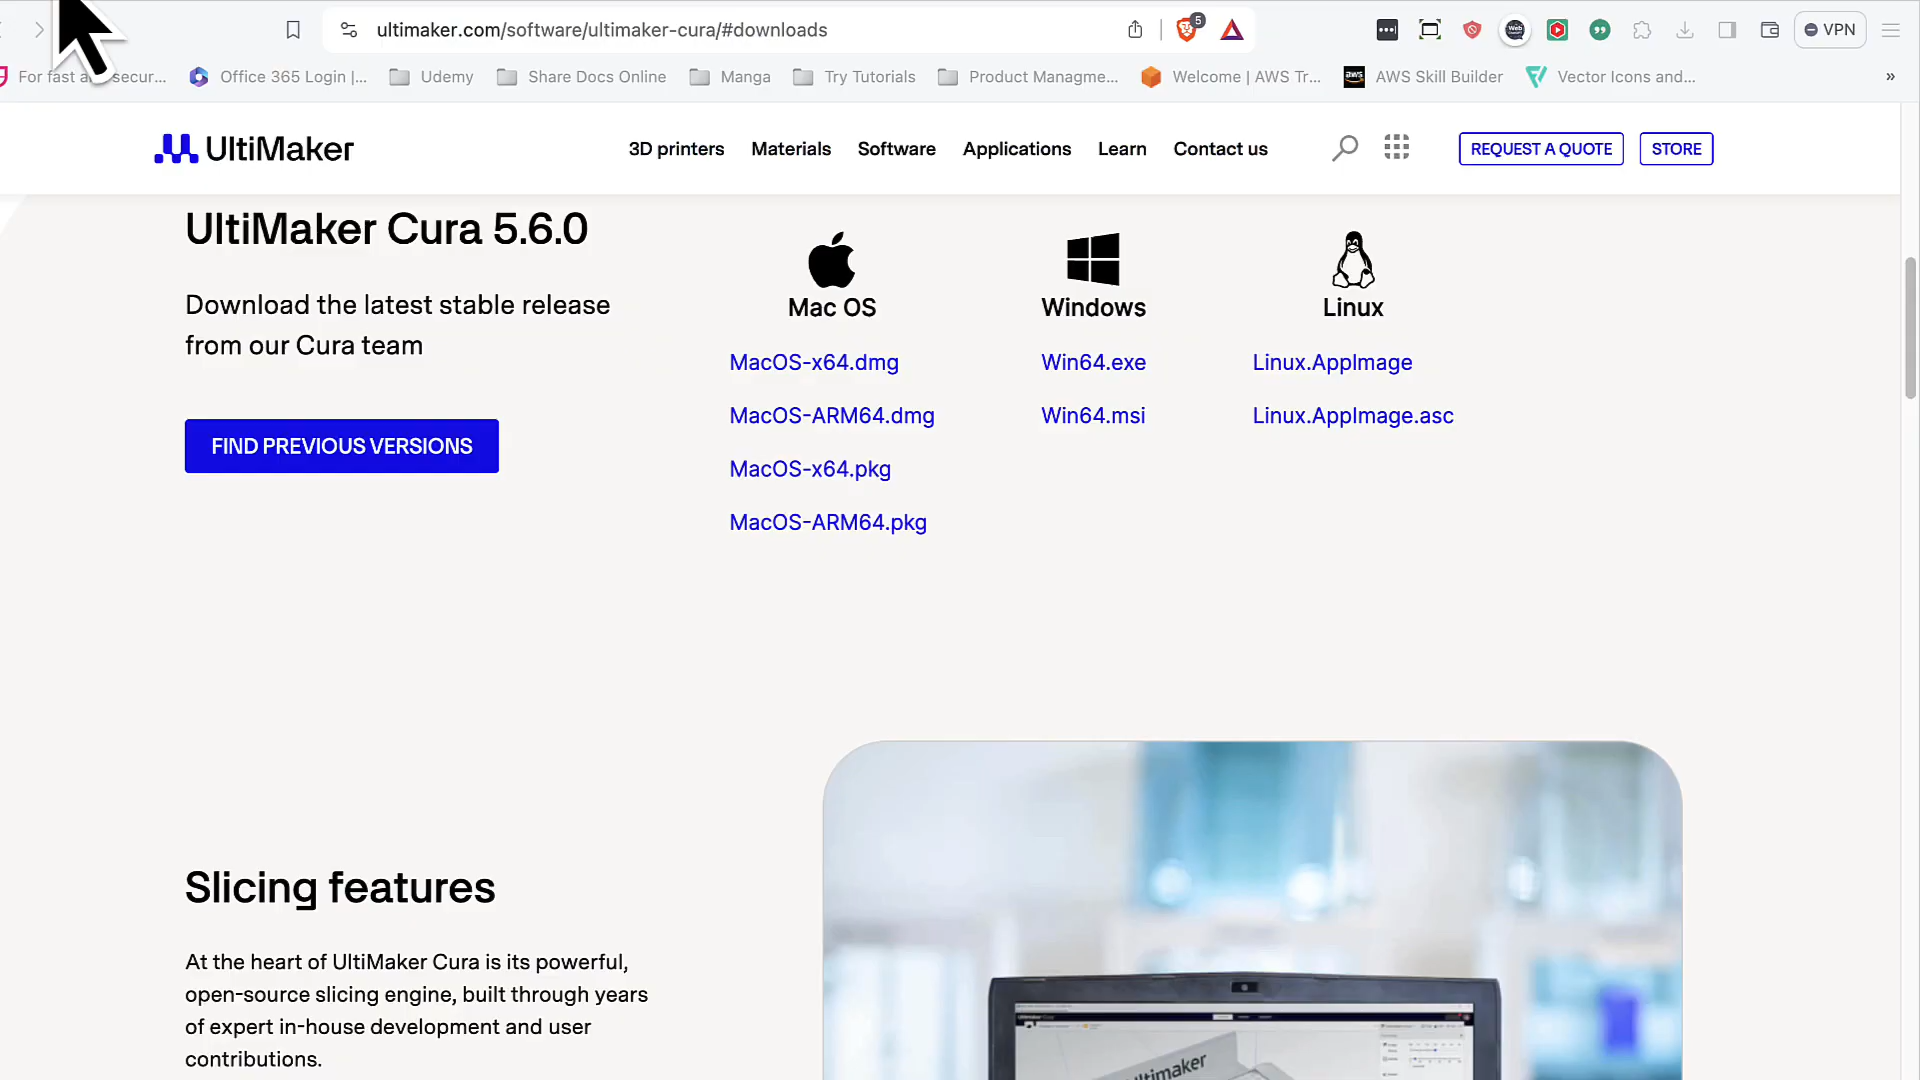 ultimaker.com/software/ultimaker-cura/#downloads
5
VPN
For fast a
secur...
Office 365 Login |...
Udemy
Share Docs Online
Manga
Try Tutorials
Product Managme...
Welcome | AWS Tr...
aws
AWS Skill Builder
Vector Icons and...
»
UltiMaker
3D printers
Materials
Software
Applications
Learn
Contact us
REQUEST A QUOTE
STORE
UltiMaker Cura 5.6.0
Download the latest stable release
from our Cura team
FIND PREVIOUS VERSIONS
Mac OS
MacOS-x64.dmg
MacOS-ARM64.dmg
MacOS-x64.pkg
MacOS-ARM64.pkg
Windows
Win64.exe
Win64.msi
Linux
Linux.AppImage
Linux.AppImage.asc
Slicing features
At the heart of UltiMaker Cura is its powerful,
open-source slicing engine, built through years
of expert in-house development and user
contributions.
Ultimaker